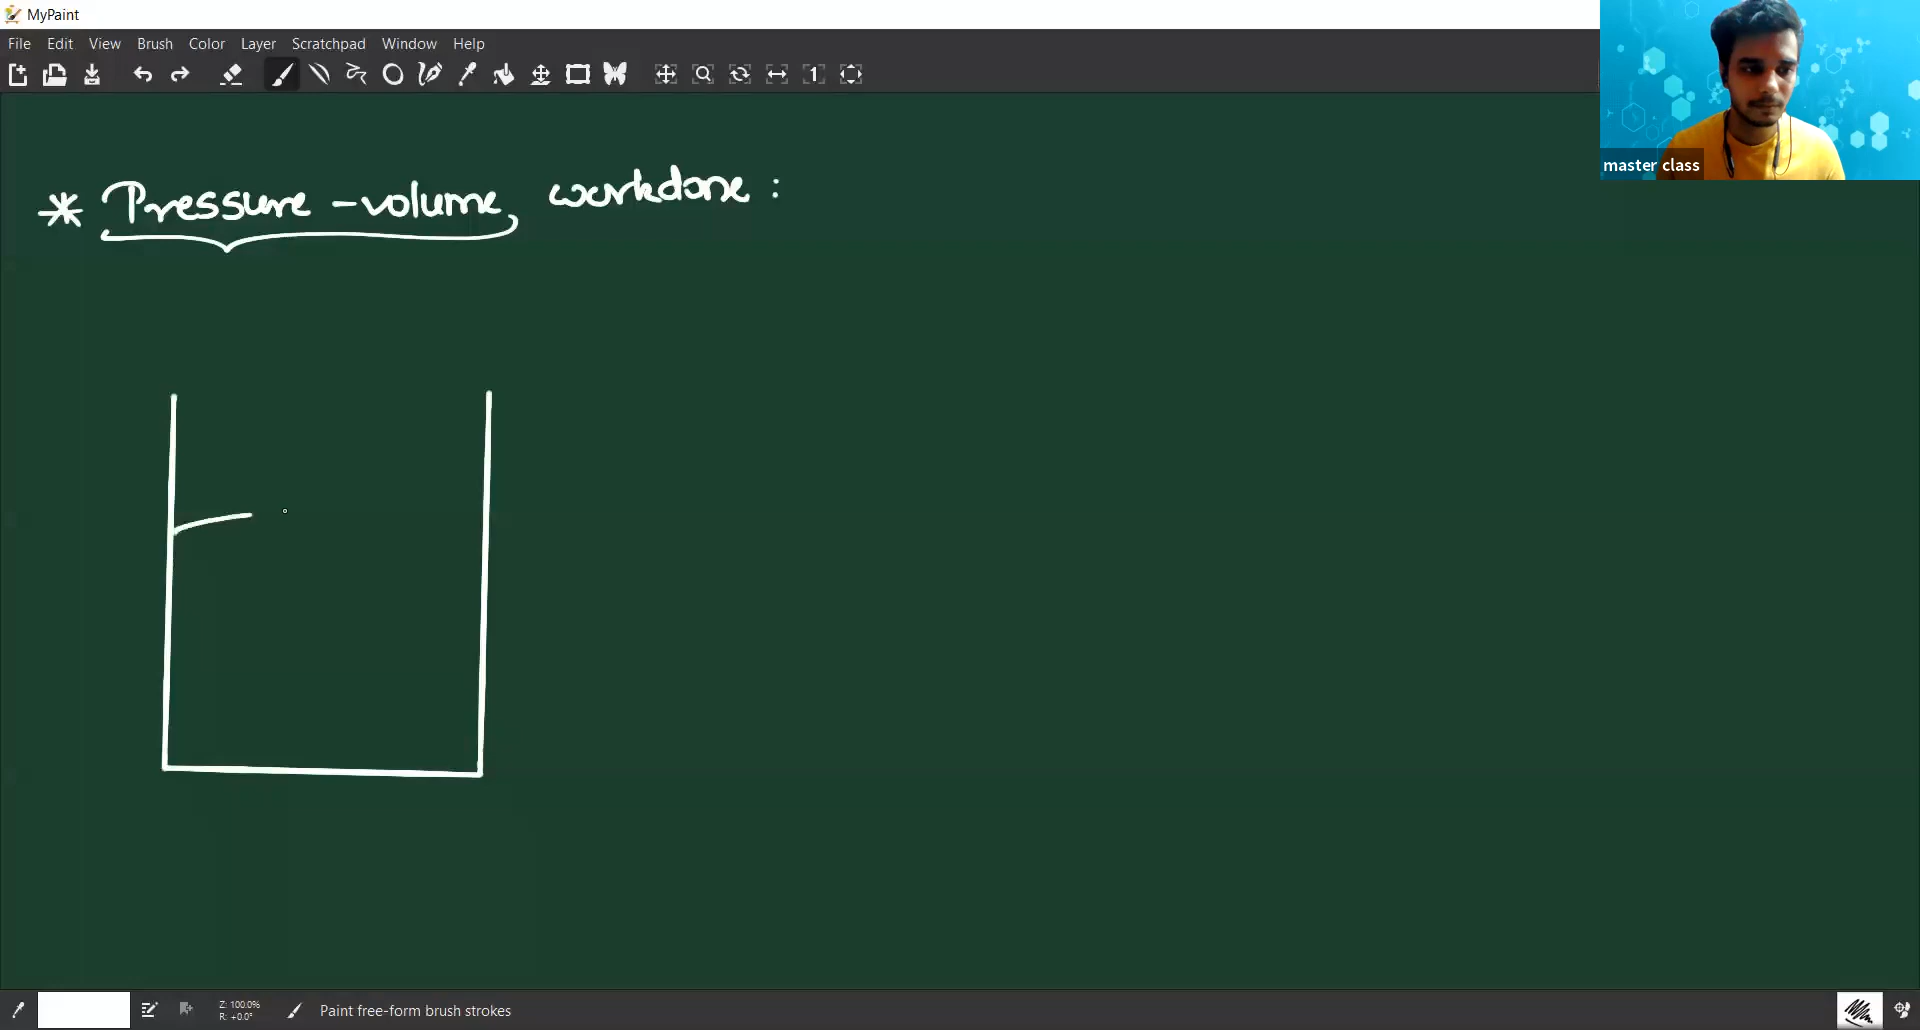 MyPaint
File Edit View Brush Color Layer Scratchpad Window Help
master class
* Pressure - volume, workdone :
Z: 100.0%
R: +0.0°
Paint free-form brush strokes